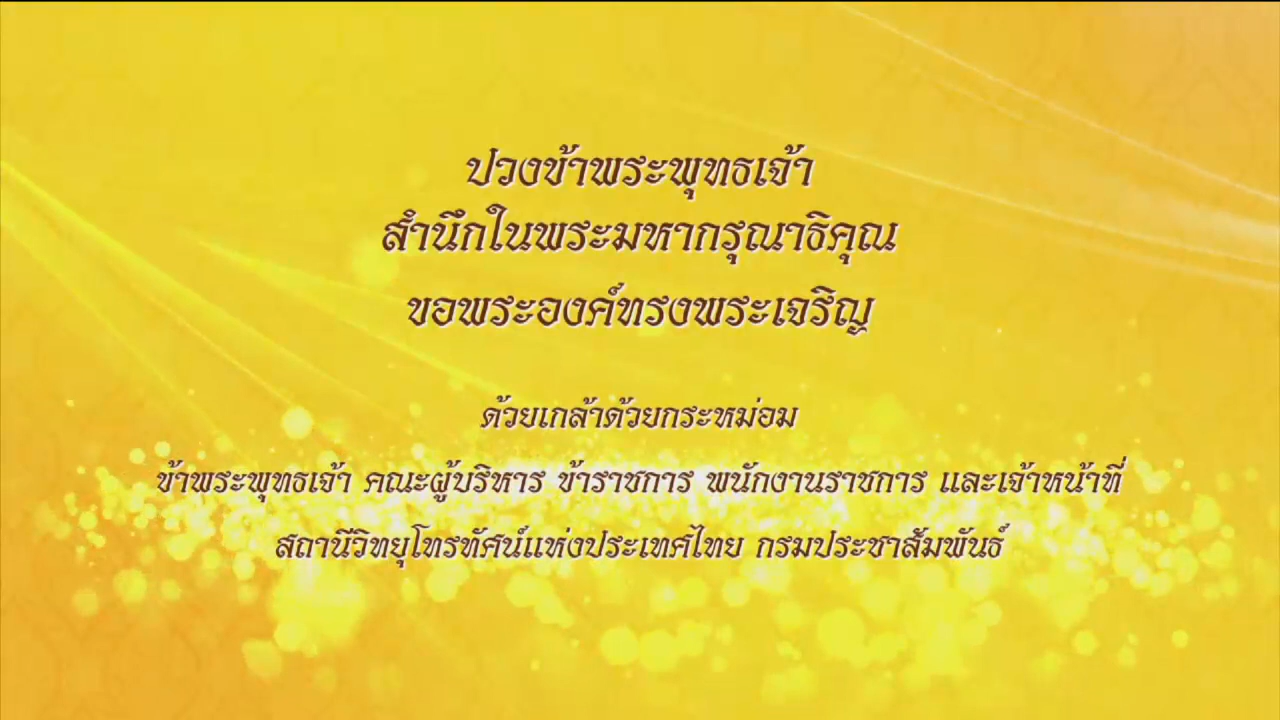 ปวงข้าพระพุทธเจ้า
สำนึกในพระมหากรุณาธิคุณ
ขอพระองค์ทรงพระเจริญ
ด้วยเกล้าด้วยกระหม่อม
ข้าพระพุทธเจ้า คณะผู้บริหาร ข้าราชการ พนักงานราชการ และเจ้าหน้าที่
สถานีวิทยุโทรทัศน์แห่งประเทศไทย กรมประชาสัมพันธ์